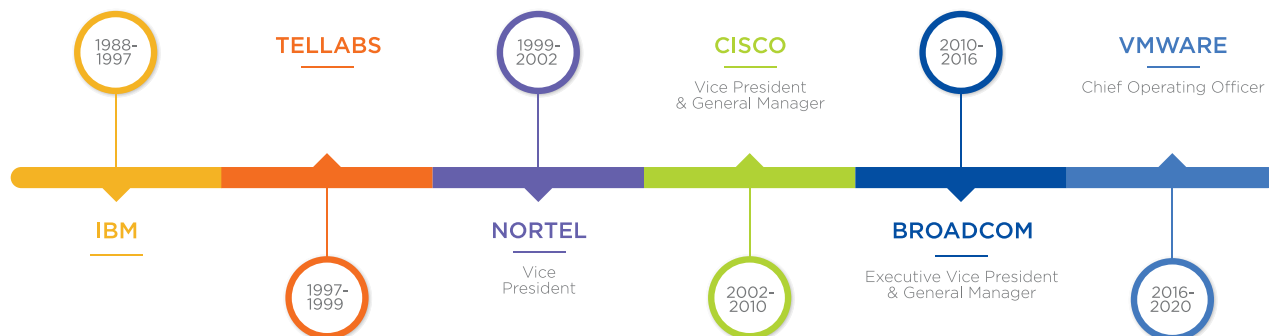 1988-
1997
IBM
TELLABS
1997-
1999
1999-
2002
NORTEL
Vice
President
CISCO
Vice President
& General Manager
2002-
2010
2010-
2016
BROADCOM
Executive Vice President
& General Manager
VMWARE
Chief Operating Officer
2016-
2020